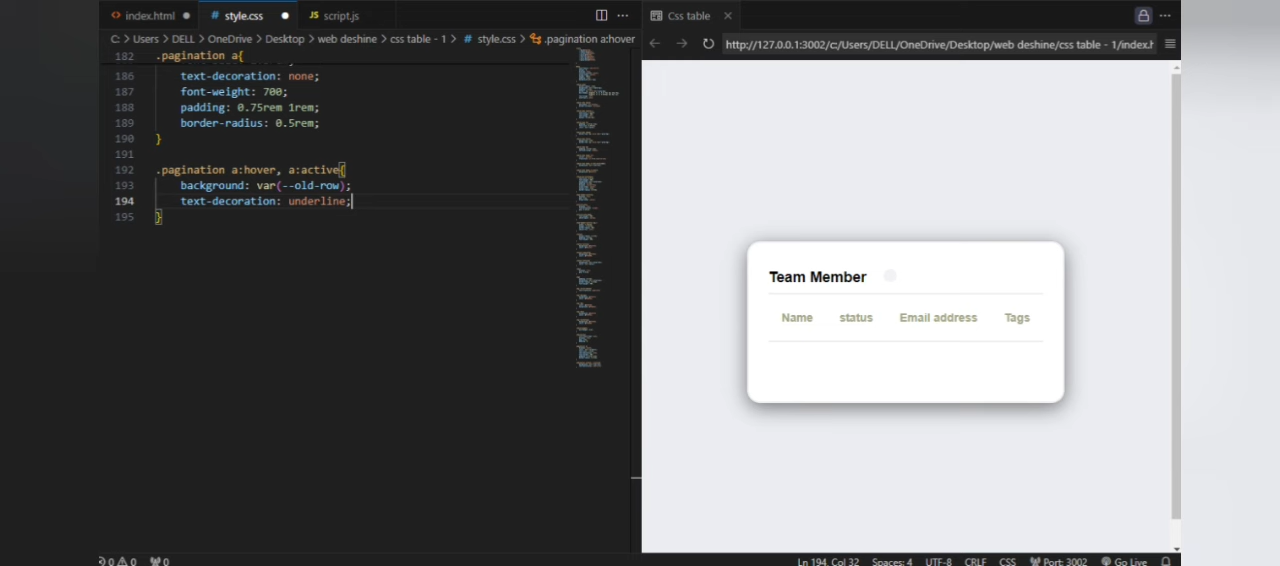 index.html
style.css
script.js
C: > Users > DELL > OneDrive > Desktop > web deshine > css table - 1 > # style.css > .pagination a:hover
182 .pagination a{
186 text-decoration: none;
187 font-weight: 700;
188 padding: 0.75rem 1rem;
189 border-radius: 0.5rem;
190 }
191
192 .pagination a:hover, a:active{
193 background: var(--old-row);
194 text-decoration: underline;
195 }
Css table
http://127.0.0.1:3002/c:/Users/DELL/OneDrive/Desktop/web deshine/css table - 1/index.h
Team Member
Name status Email address Tags
0 0 0
Ln 194, Col 32 Spaces: 4 UTF-8 CRLF CSS Port: 3002 Go Live